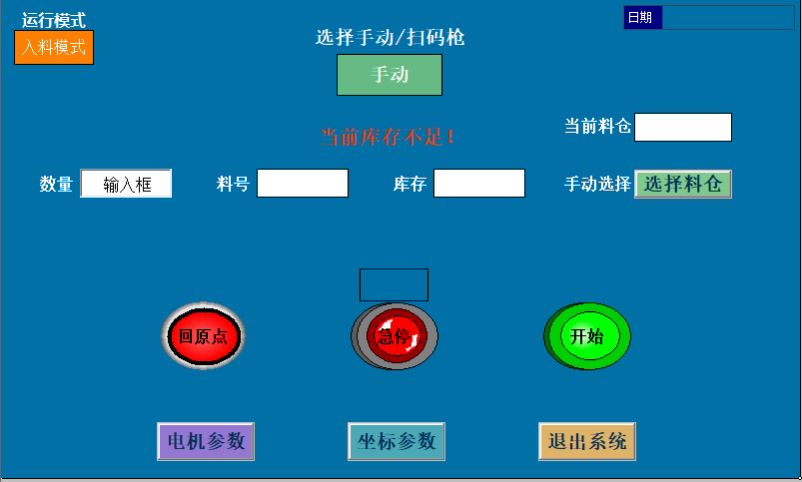 运行模式
入料模式
选择手动/扫码枪
手动
日期
当前料仓
当前库存不足!
数量 输入框 料号 库存 手动选择 选择料仓
回原点 急停 开始
电机参数 坐标参数 退出系统